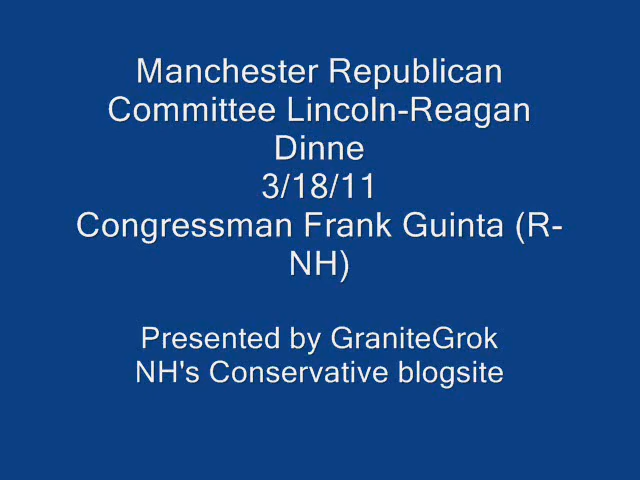 Manchester Republican
Committee Lincoln-Reagan
Dinne
3/18/11
Congressman Frank Guinta (R-
NH)
Presented by GraniteGrok
NH's Conservative blogsite